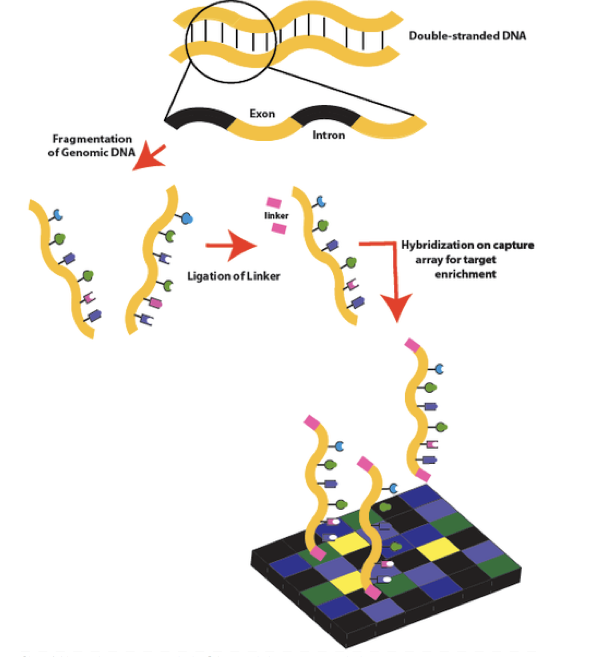 Double-stranded DNA
Exon
Intron
Fragmentation
of Genomic DNA
linker
Ligation of Linker
Hybridization on capture
array for target
enrichment